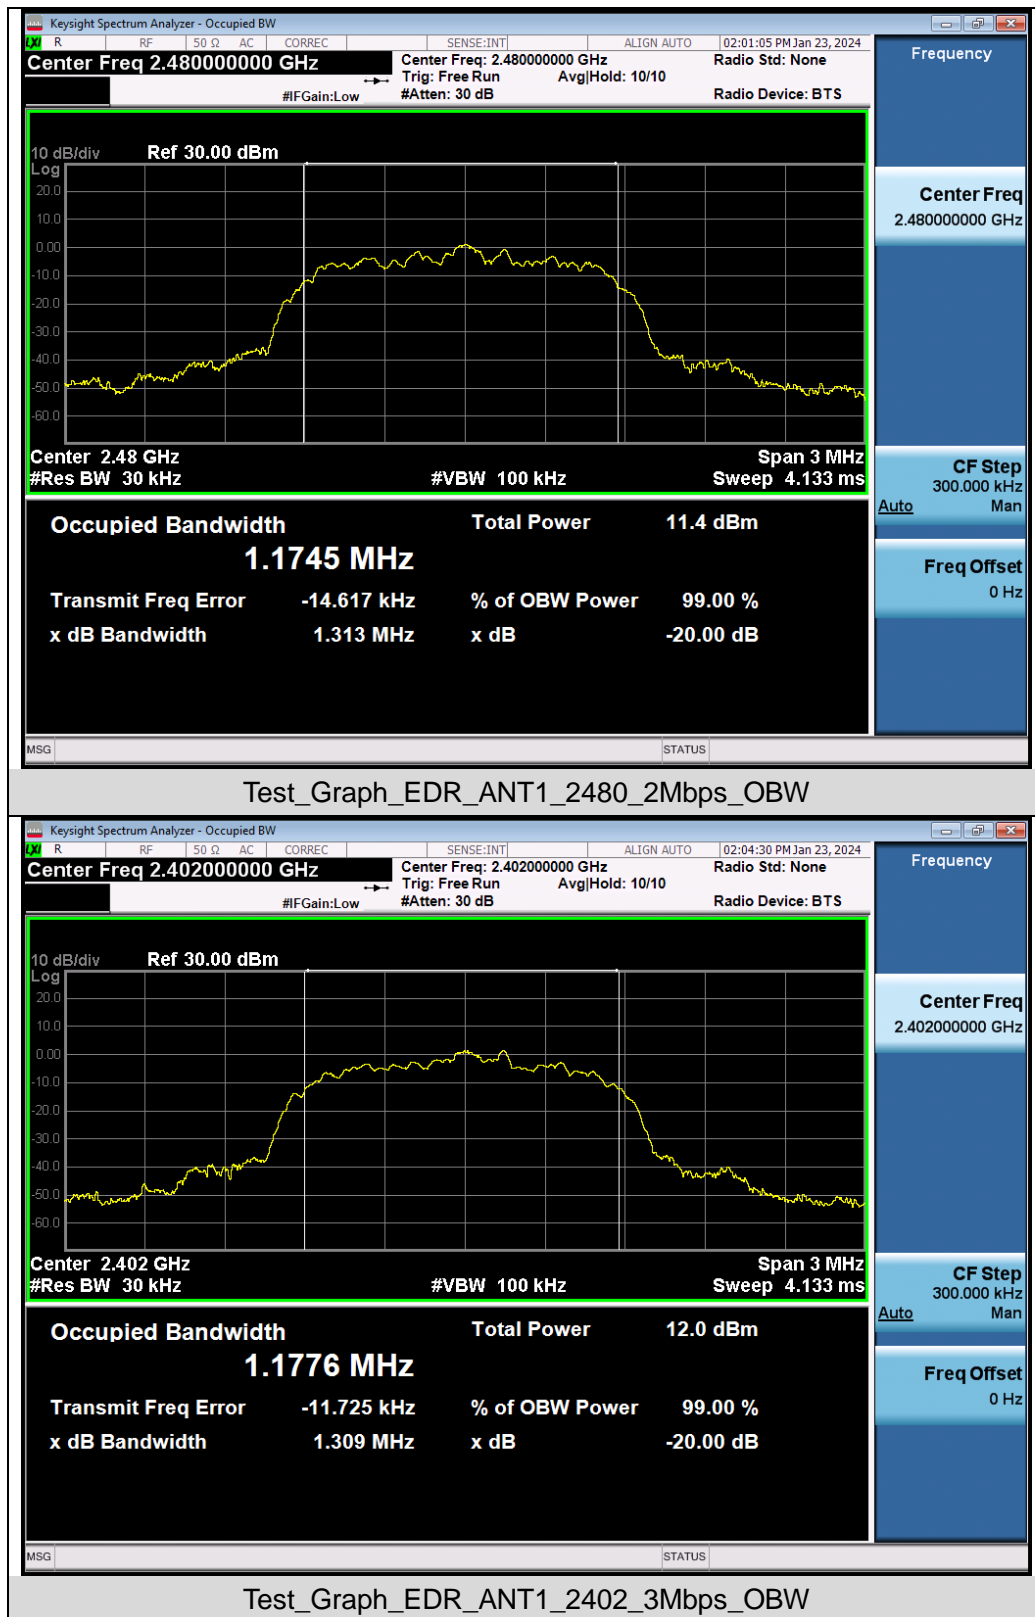 Keysight Spectrum Analyzer - Occupied BW
LXI R RF 50 Ω AC CORREC SENSE:INT ALIGN AUTO 02:01:05 PM Jan 23, 2024
Center Freq 2.480000000 GHz
Center Freq: 2.480000000 GHz
Radio Std: None
Trig: Free Run
Avg|Hold: 10/10
#IFGain:Low
#Atten: 30 dB
Radio Device: BTS
10 dB/div
Ref 30.00 dBm
Log
20.0
10.0
0.00
-10.0
-20.0
-30.0
-40.0
-50.0
-60.0
Center 2.48 GHz
Span 3 MHz
#Res BW 30 kHz
#VBW 100 kHz
Sweep 4.133 ms
Occupied Bandwidth
Total Power 11.4 dBm
1.1745 MHz
Transmit Freq Error -14.617 kHz % of OBW Power 99.00 %
x dB Bandwidth 1.313 MHz x dB -20.00 dB
MSG
STATUS
Frequency
Center Freq
2.480000000 GHz
CF Step
300.000 kHz
Auto Man
Freq Offset
0 Hz
Test_Graph_EDR_ANT1_2480_2Mbps_OBW
Keysight Spectrum Analyzer - Occupied BW
LXI R RF 50 Ω AC CORREC SENSE:INT ALIGN AUTO 02:04:30 PM Jan 23, 2024
Center Freq 2.402000000 GHz
Center Freq: 2.402000000 GHz
Radio Std: None
Trig: Free Run
Avg|Hold: 10/10
#IFGain:Low
#Atten: 30 dB
Radio Device: BTS
10 dB/div
Ref 30.00 dBm
Log
20.0
10.0
0.00
-10.0
-20.0
-30.0
-40.0
-50.0
-60.0
Center 2.402 GHz
Span 3 MHz
#Res BW 30 kHz
#VBW 100 kHz
Sweep 4.133 ms
Occupied Bandwidth
Total Power 12.0 dBm
1.1776 MHz
Transmit Freq Error -11.725 kHz % of OBW Power 99.00 %
x dB Bandwidth 1.309 MHz x dB -20.00 dB
MSG
STATUS
Frequency
Center Freq
2.402000000 GHz
CF Step
300.000 kHz
Auto Man
Freq Offset
0 Hz
Test_Graph_EDR_ANT1_2402_3Mbps_OBW